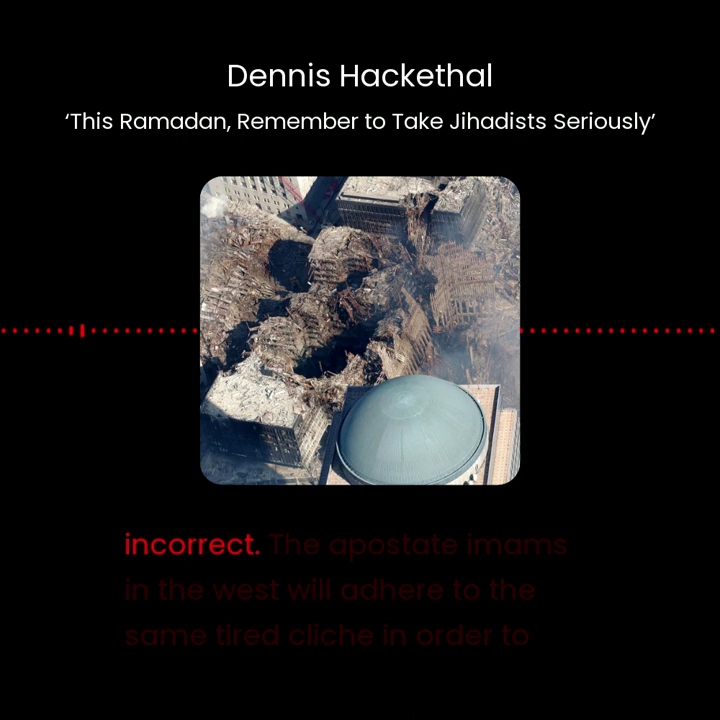 Dennis Hackethal
‘This Ramadan, Remember to Take Jihadists Seriously’
incorrect. The apostate imams
in the west will adhere to the
same tired cliche in order to